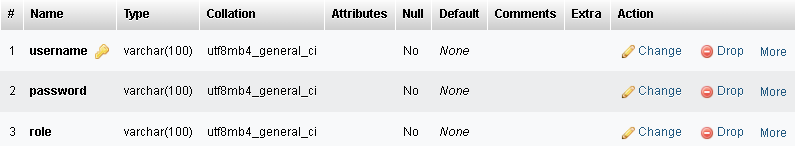 # Name Type Collation Attributes Null Default Comments Extra Action
1 username varchar(100) utf8mb4_general_ci No None Change Drop More
2 password varchar(100) utf8mb4_general_ci No None Change Drop More
3 role varchar(100) utf8mb4_general_ci No None Change Drop More